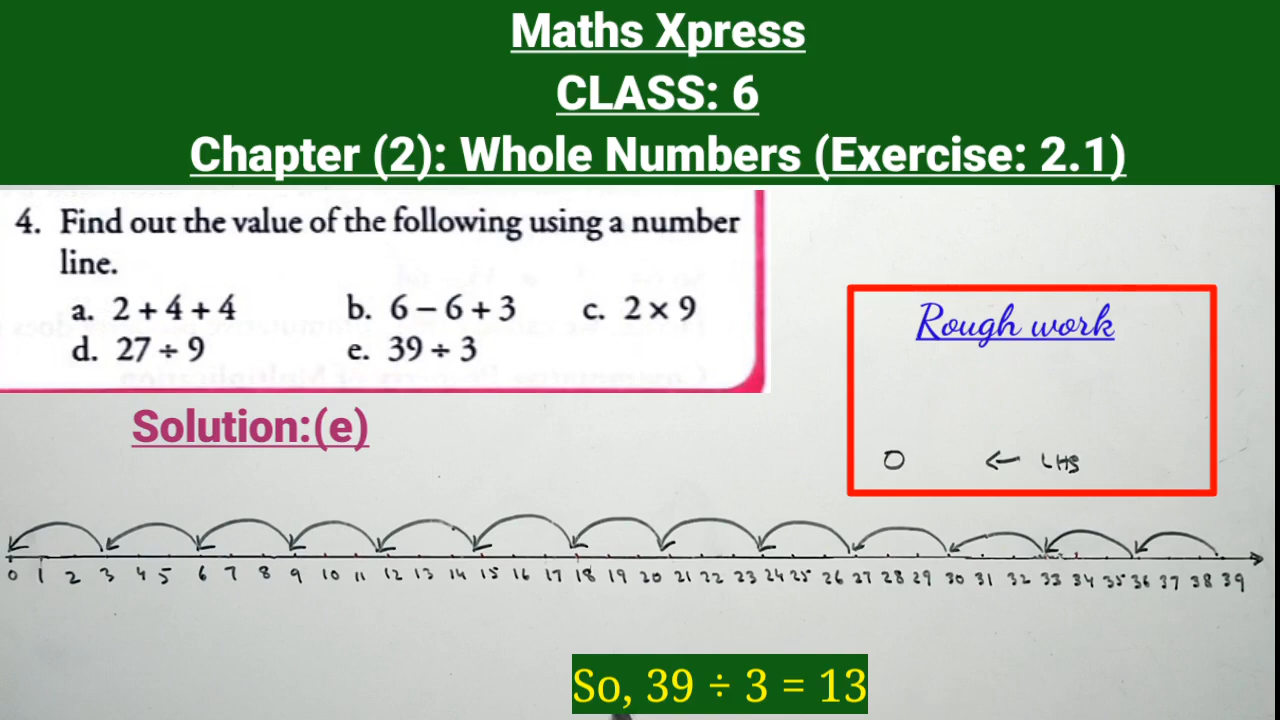 Maths Xpress
CLASS: 6
Chapter (2): Whole Numbers (Exercise: 2.1)
4. Find out the value of the following using a number
line.
a. 2 + 4 + 4 b. 6 – 6 + 3 c. 2 × 9
d. 27 ÷ 9 e. 39 ÷ 3
Rough work
Solution:(e)
0 ← LHS
0 1 2 3 4 5 6 7 8 9 10 11 12 13 14 15 16 17 18 19 20 21 22 23 24 25 26 27 28 29 30 31 32 33 34 35 36 37 38 39
So, 39 ÷ 3 = 13